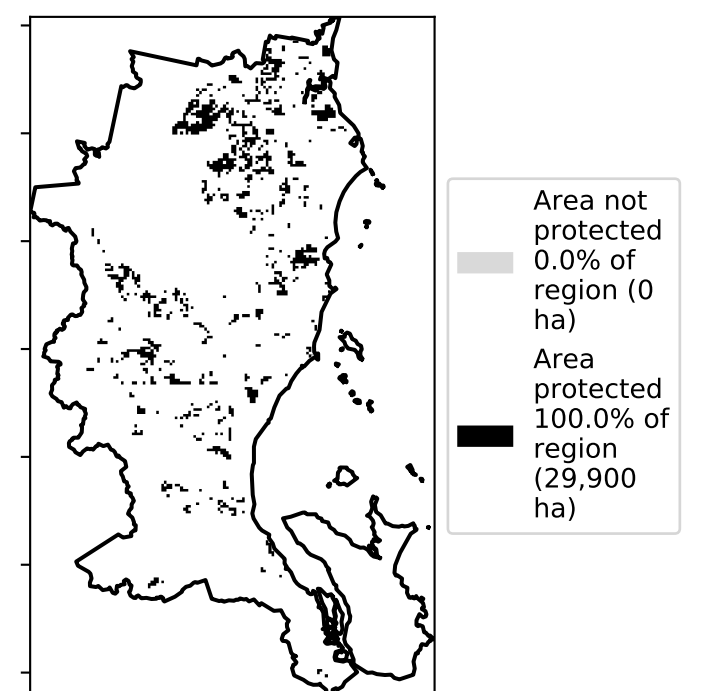 Area not
protected
0.0% of
region (0
ha)
Area
protected
100.0% of
region
(29,900
ha)